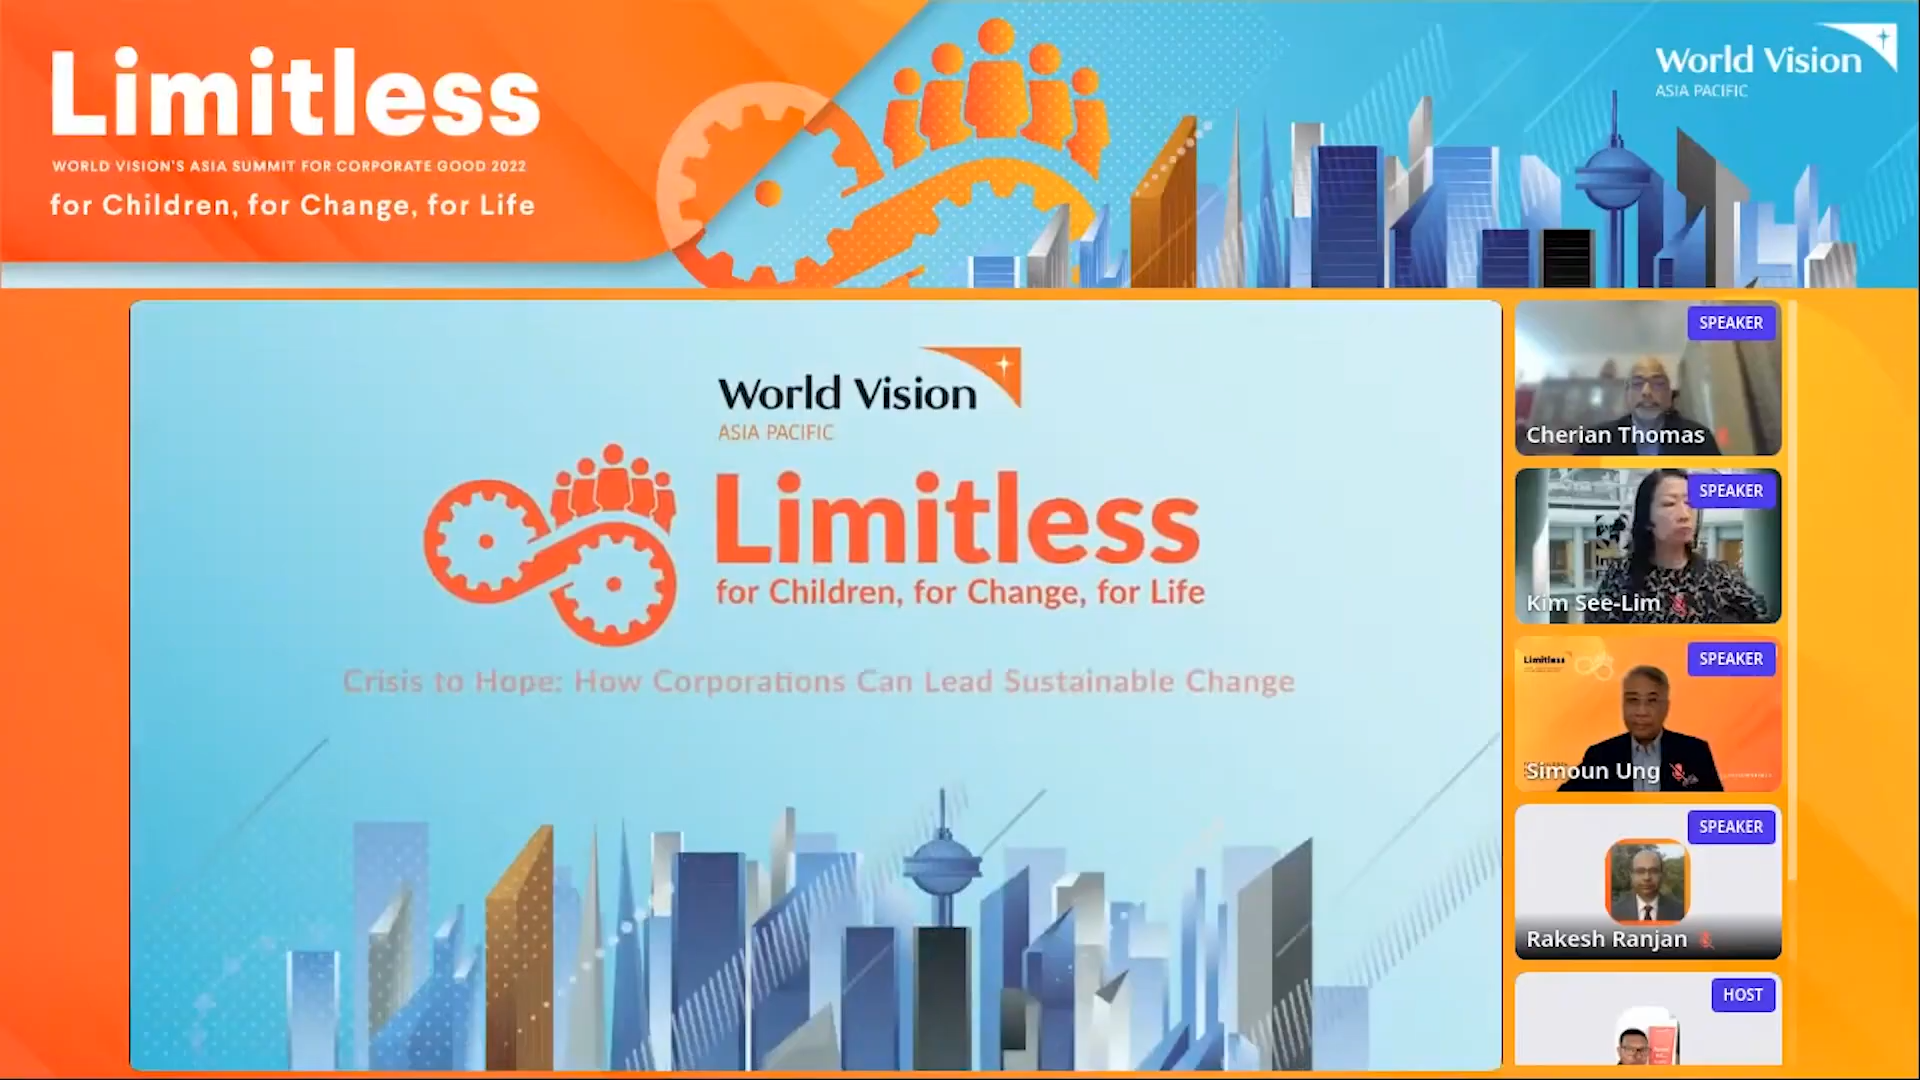 Limitless
WORLD VISION'S ASIA SUMMIT FOR CORPORATE GOOD 2022
for Children, for Change, for Life
World Vision
ASIA PACIFIC
World Vision
ASIA PACIFIC
Limitless
for Children, for Change, for Life
Crisis to Hope: How Corporations Can Lead Sustainable Change
SPEAKER
Cherian Thomas
SPEAKER
Kim See-Lim
SPEAKER
Limitless
Simoun Ung
SPEAKER
Rakesh Ranjan
HOST